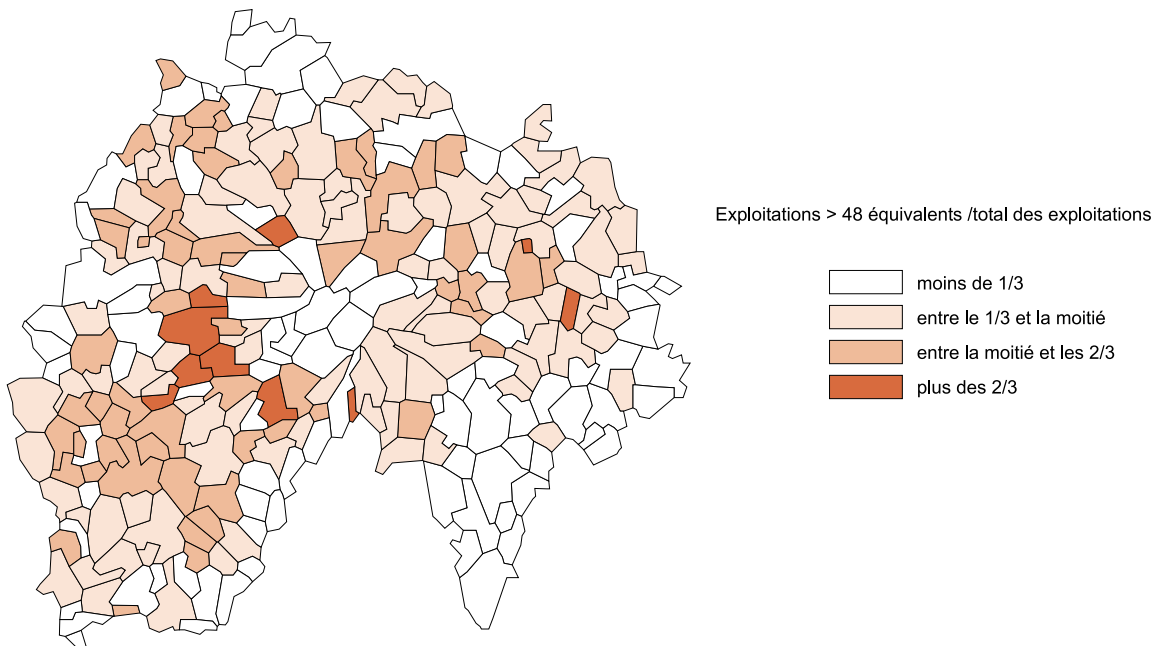 Exploitations > 48 équivalents /total des exploitations
moins de 1/3
entre le 1/3 et la moitié
entre la moitié et les 2/3
plus des 2/3